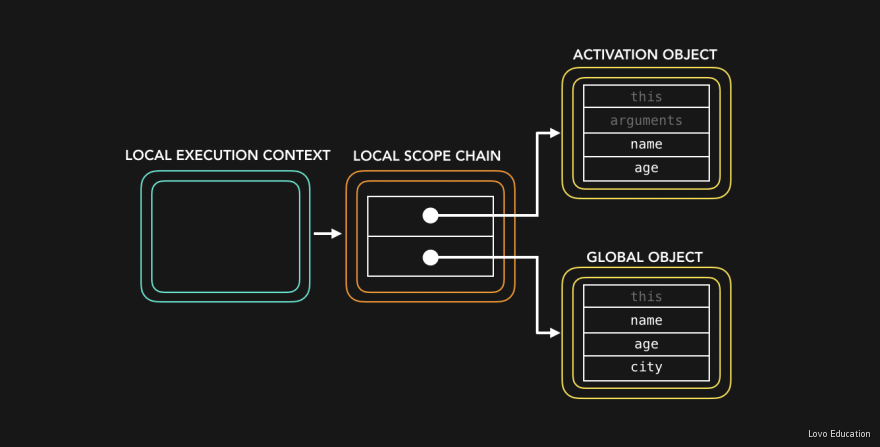 ACTIVATION OBJECT
this
arguments
name
age
LOCAL EXECUTION CONTEXT
LOCAL SCOPE CHAIN
GLOBAL OBJECT
this
name
age
city
Lovo Education